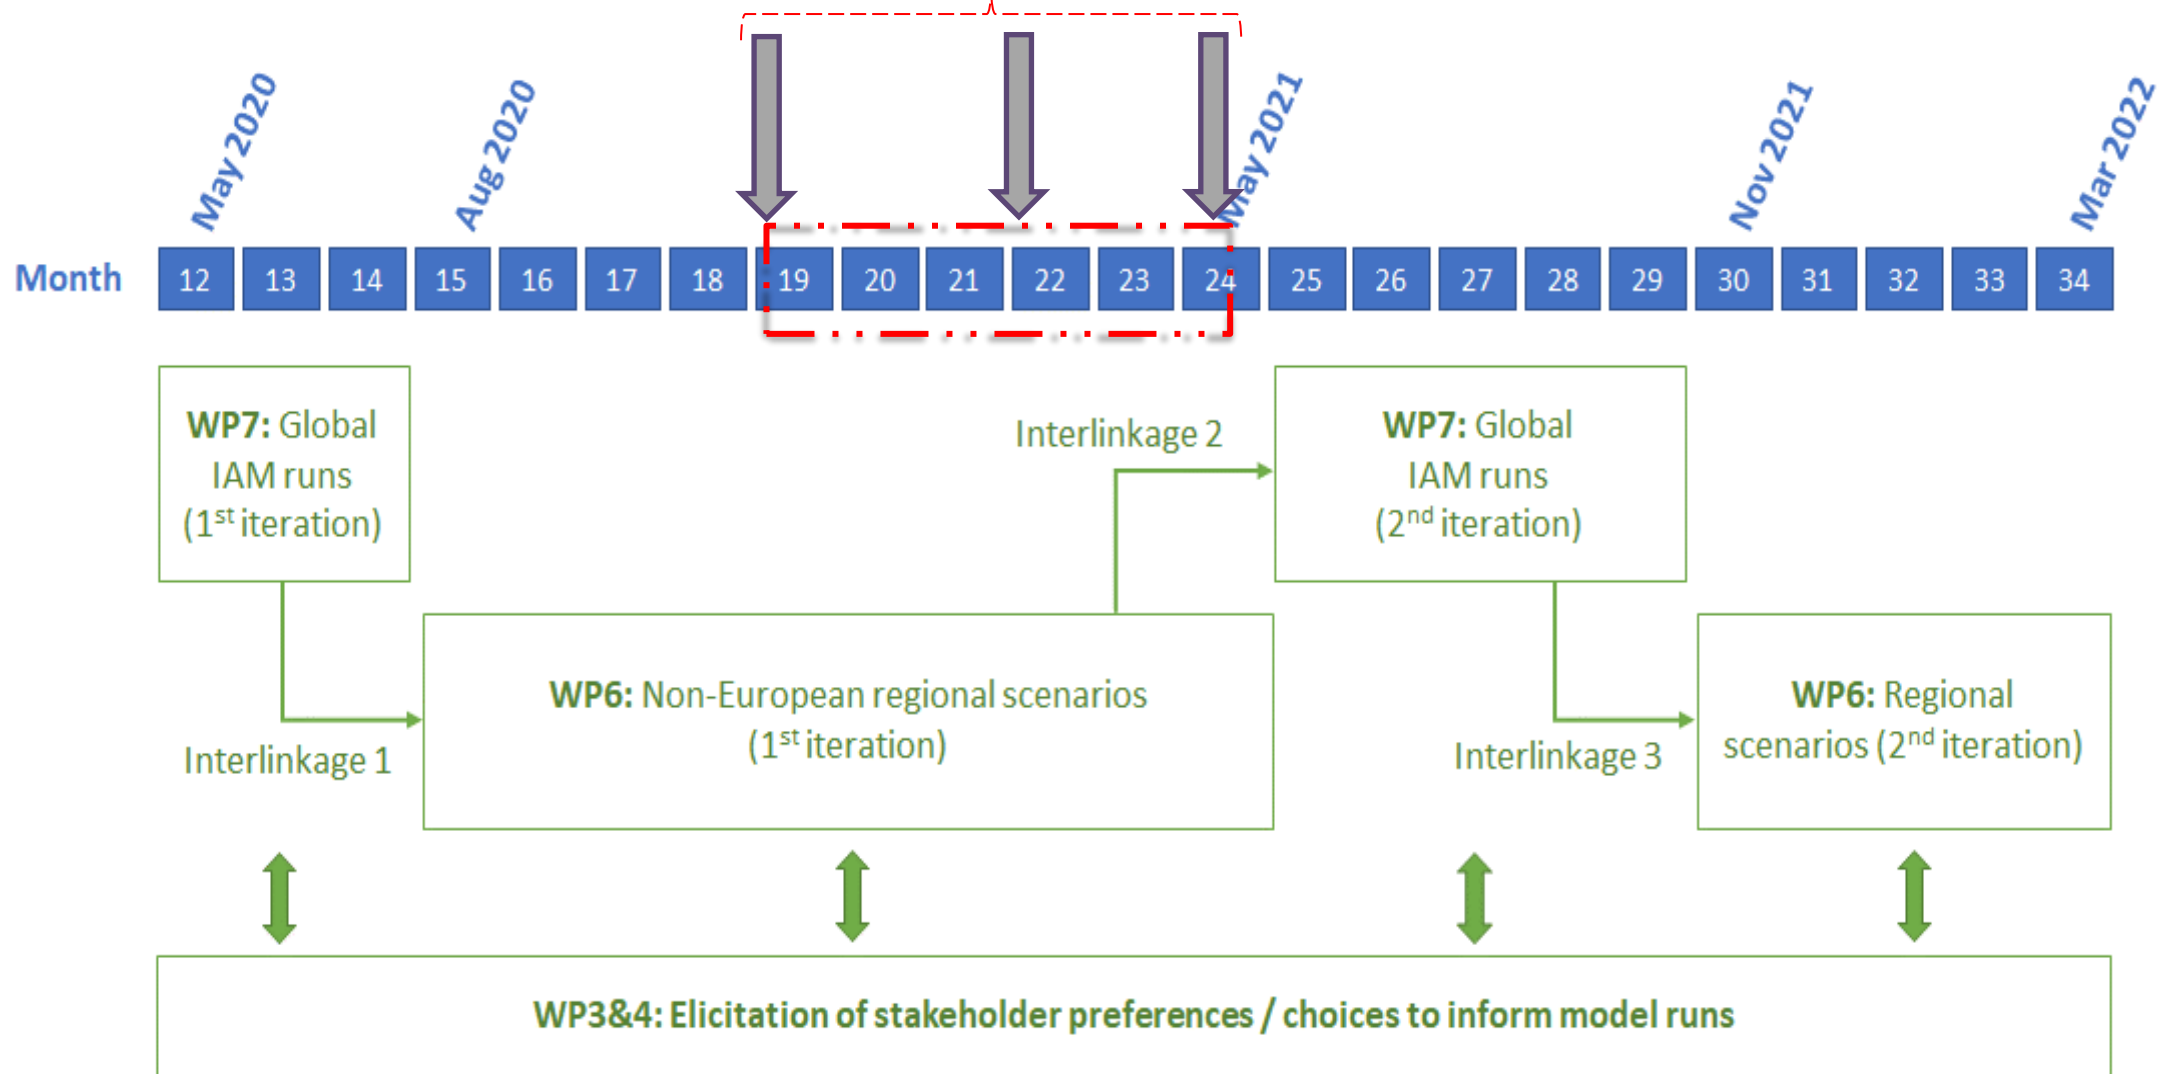 May 2020
Aug 2020
May 2021
Nov 2021
Mar 2022
Month 12 13 14 15 16 17 18 19 20 21 22 23 24 25 26 27 28 29 30 31 32 33 34
WP7: Global
IAM runs
(1st iteration)
Interlinkage 2
WP7: Global
IAM runs
(2nd iteration)
Interlinkage 1
WP6: Non-European regional scenarios
(1st iteration)
Interlinkage 3
WP6: Regional
scenarios (2nd iteration)
WP3&4: Elicitation of stakeholder preferences / choices to inform model runs